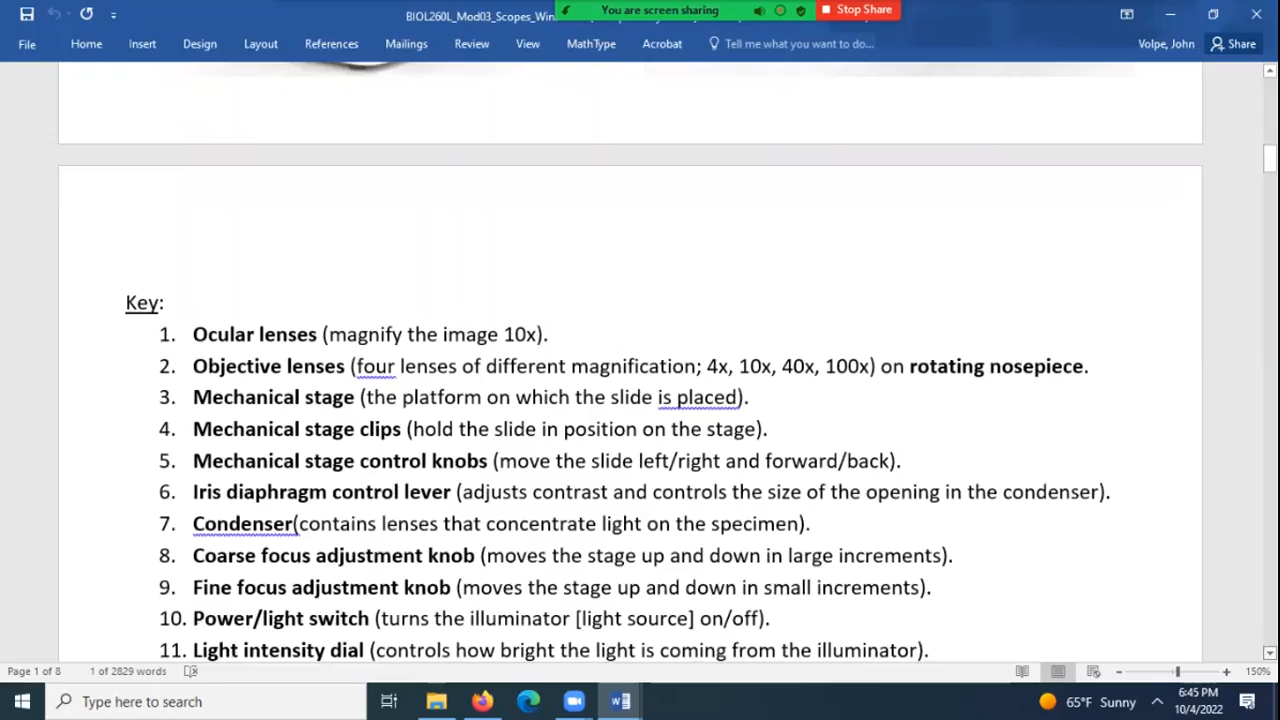 BIOL260L_Mod03_Scopes_Win
You are screen sharing
Stop Share
File Home Insert Design Layout References Mailings Review View MathType Acrobat Tell me what you want to do... Volpe, John Share
Key:
1. Ocular lenses (magnify the image 10x).
2. Objective lenses (four lenses of different magnification; 4x, 10x, 40x, 100x) on rotating nosepiece.
3. Mechanical stage (the platform on which the slide is placed).
4. Mechanical stage clips (hold the slide in position on the stage).
5. Mechanical stage control knobs (move the slide left/right and forward/back).
6. Iris diaphragm control lever (adjusts contrast and controls the size of the opening in the condenser).
7. Condenser(contains lenses that concentrate light on the specimen).
8. Coarse focus adjustment knob (moves the stage up and down in large increments).
9. Fine focus adjustment knob (moves the stage up and down in small increments).
10. Power/light switch (turns the illuminator [light source] on/off).
11. Light intensity dial (controls how bright the light is coming from the illuminator).
Page 1 of 8 1 of 2829 words 150%
Type here to search 65°F Sunny 6:45 PM
10/4/2022